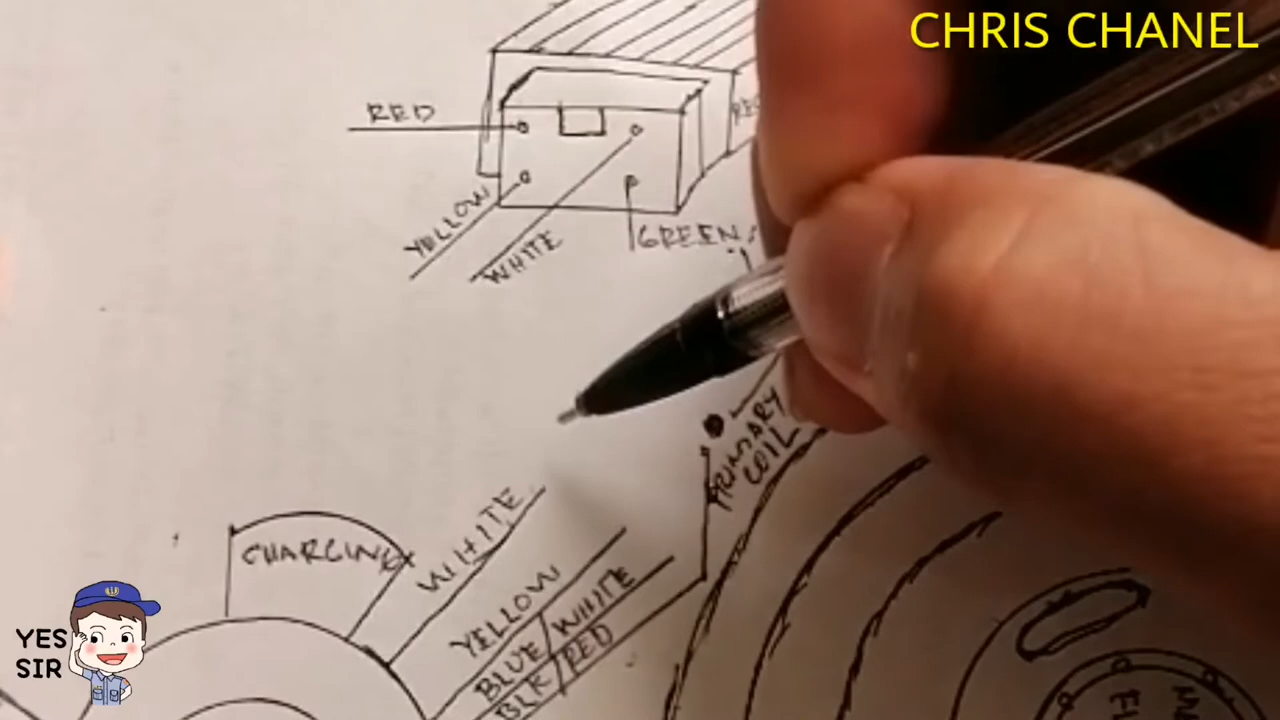 CHRIS CHANEL
RED
YELLOW
WHITE
GREEN
PRIMARY
COIL
CHARGING
WHITE
YELLOW
BLUE/WHITE
BLK/RED
YES
SIR